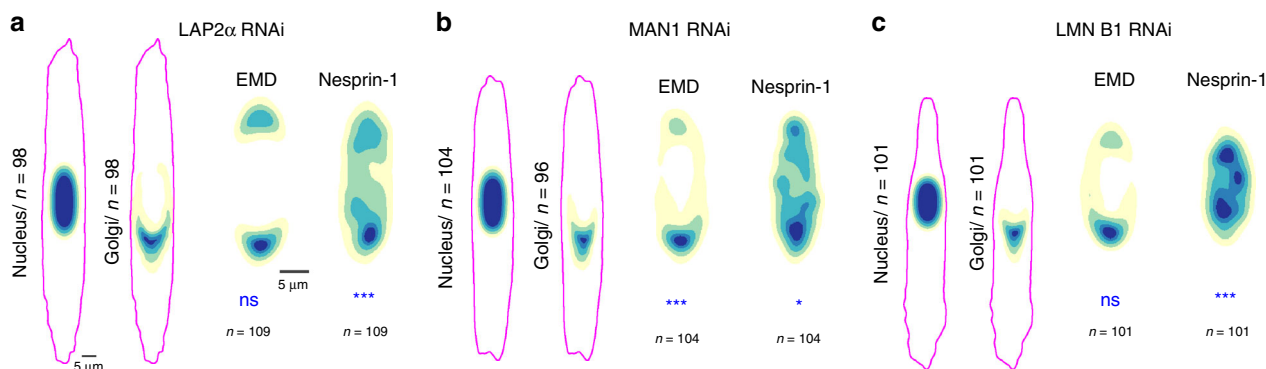 a
LAP2α RNAi
Nucleus/ n = 98
Golgi/ n = 98
EMD
Nesprin-1
5 μm
5 μm
ns
***
n = 109
n = 109
b
MAN1 RNAi
Nucleus/ n = 104
Golgi/ n = 96
EMD
Nesprin-1
***
*
n = 104
n = 104
c
LMN B1 RNAi
Nucleus/ n = 101
Golgi/ n = 101
EMD
Nesprin-1
ns
***
n = 101
n = 101